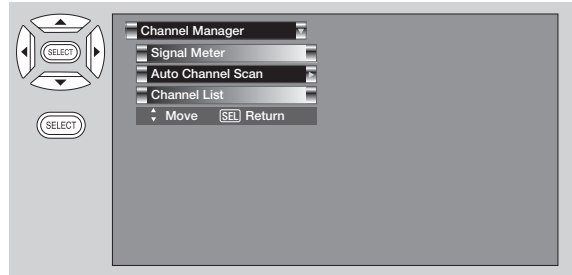 SELECT
SELECT
Channel Manager
Signal Meter
Auto Channel Scan
Channel List
Move SEL Return